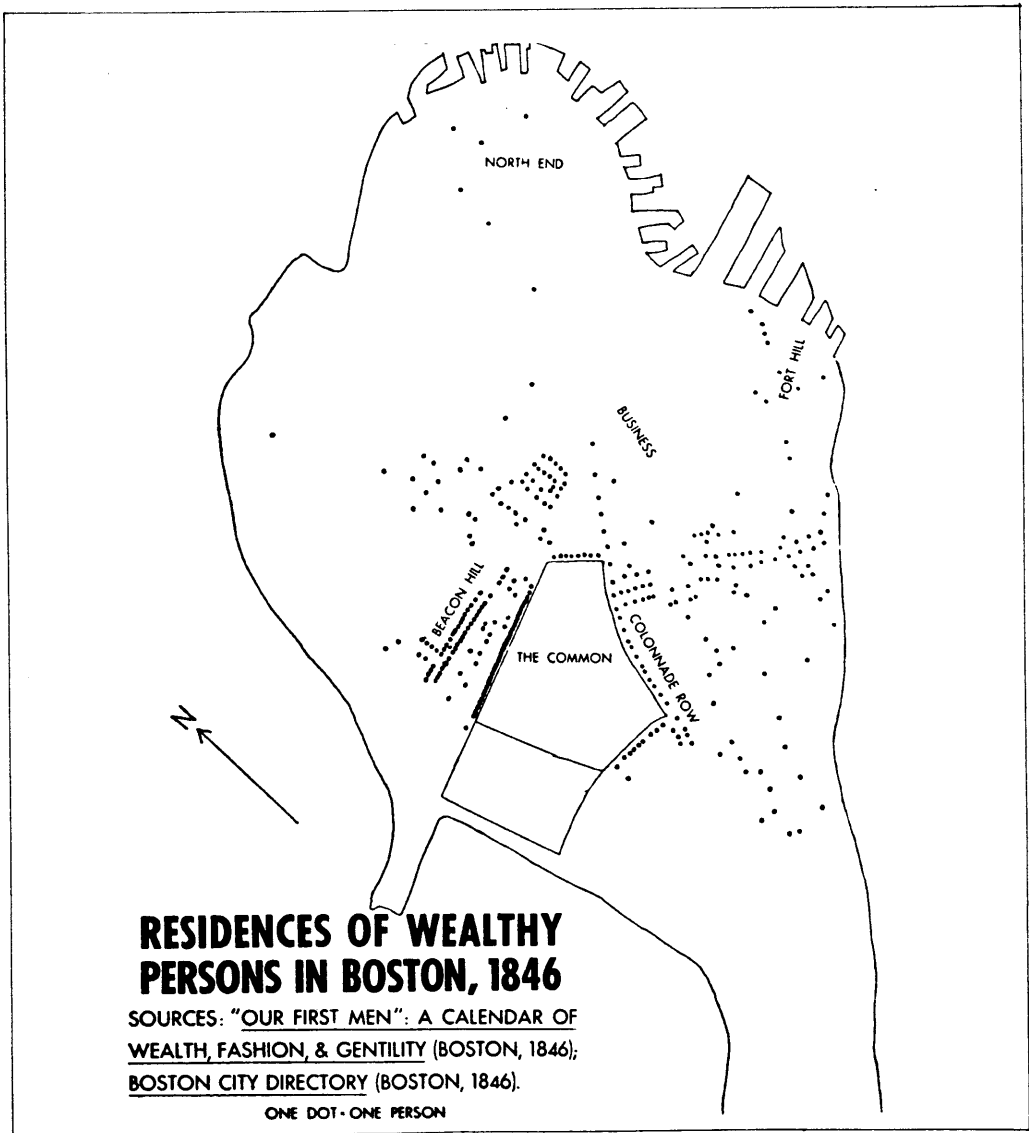 NORTH END
FORT HILL
BUSINESS
BEACON HILL
THE COMMON
COLONNADE ROW
N
RESIDENCES OF WEALTHY
PERSONS IN BOSTON, 1846
SOURCES: "OUR FIRST MEN": A CALENDAR OF
WEALTH, FASHION, & GENTILITY (BOSTON, 1846);
BOSTON CITY DIRECTORY (BOSTON, 1846).
ONE DOT - ONE PERSON